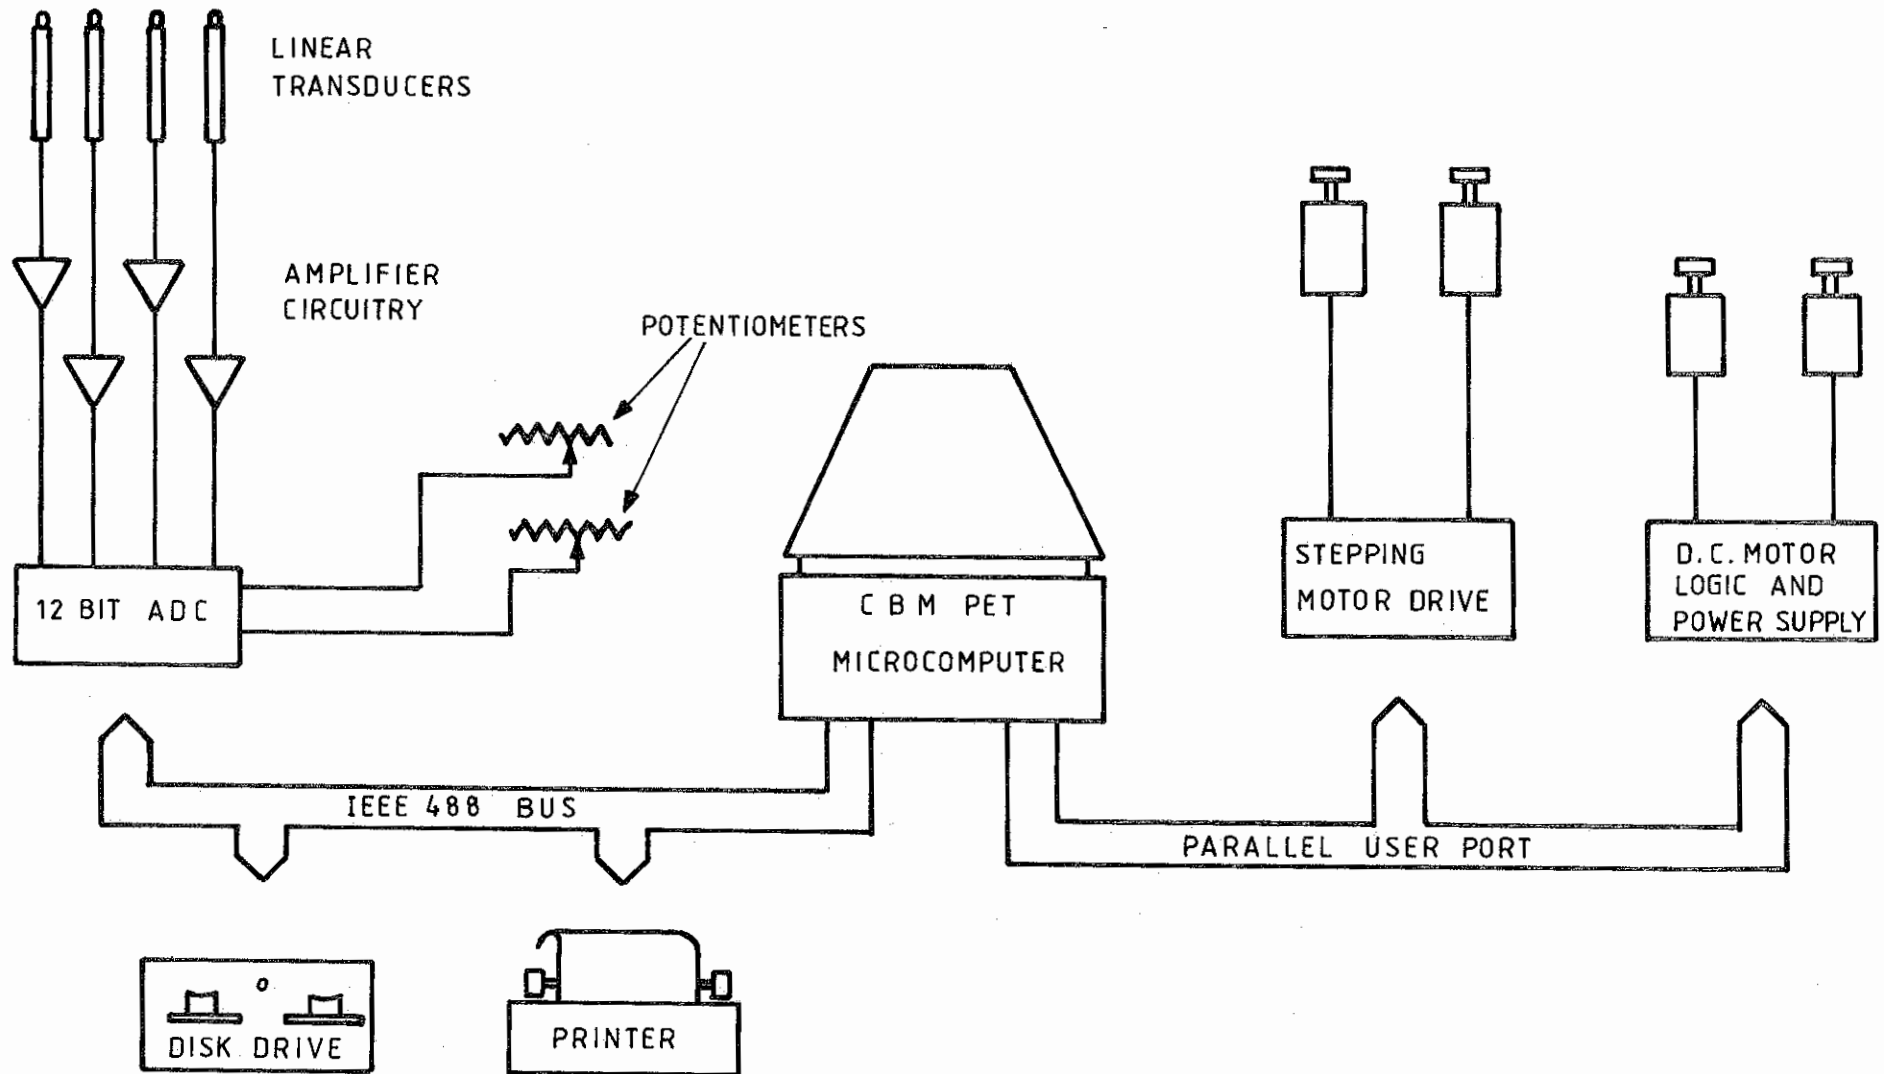 LINEAR
TRANSDUCERS
AMPLIFIER
CIRCUITRY
POTENTIOMETERS
12 BIT ADC
CBM PET
MICROCOMPUTER
STEPPING
MOTOR DRIVE
D.C. MOTOR
LOGIC AND
POWER SUPPLY
IEEE 488 BUS
PARALLEL USER PORT
DISK DRIVE
PRINTER